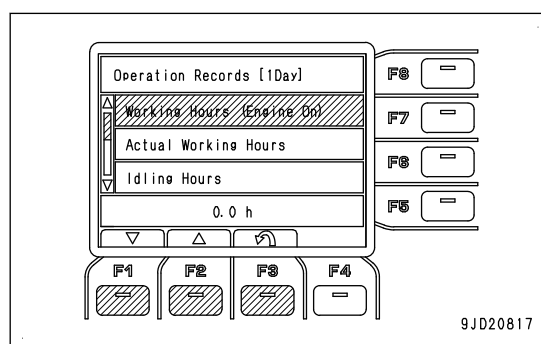 Operation Records [1Day]
Working Hours (Engine On)
Actual Working Hours
Idling Hours
0.0 h
F8
F7
F6
F5
F1 F2 F3 F4
9JD20817